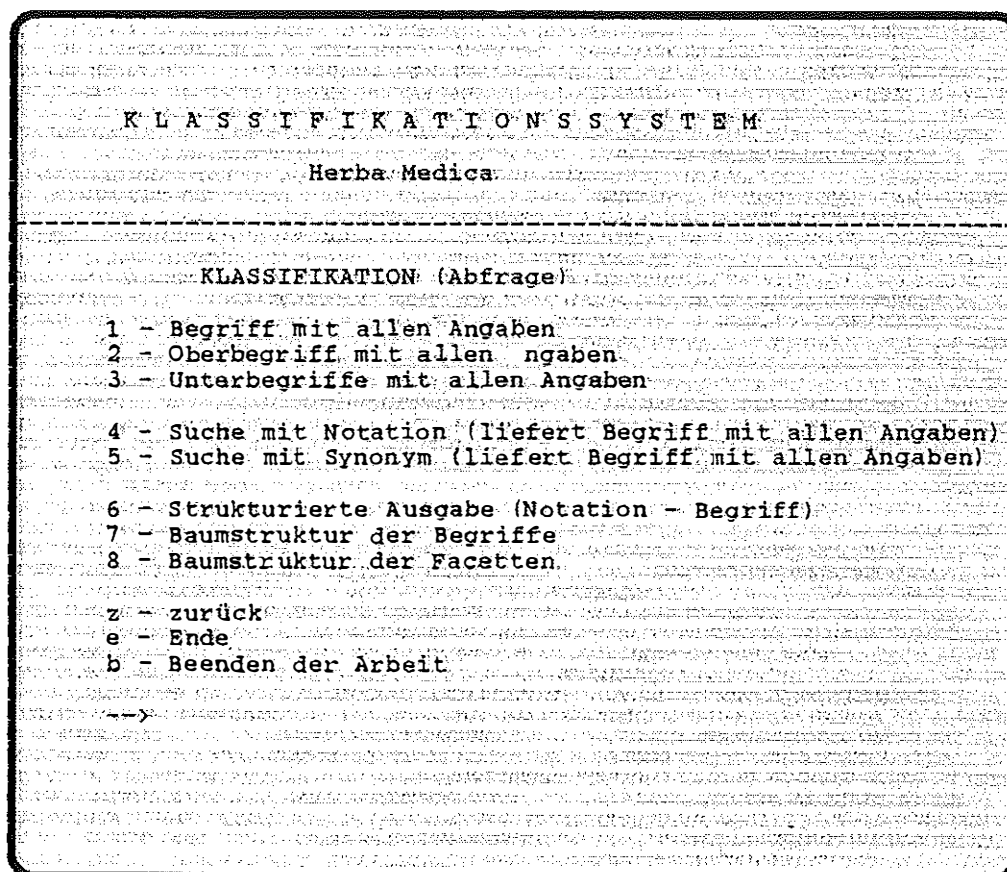 K L A S S I F I K A T I O N S S Y S T E M
Herba Medica
KLASSIFIKATION (Abfrage)
1 - Begriff mit allen Angaben
2 - Oberbegriff mit allen ngaben
3 - Unterbegriffe mit allen Angaben
4 - Suche mit Notation (liefert Begriff mit allen Angaben)
5 - Suche mit Synonym (liefert Begriff mit allen Angaben)
6 - Strukturierte Ausgabe (Notation - Begriff)
7 - Baumstruktur der Begriffe
8 - Baumstruktur der Facetten
z - zurück
e - Ende
b - Beenden der Arbeit
-->